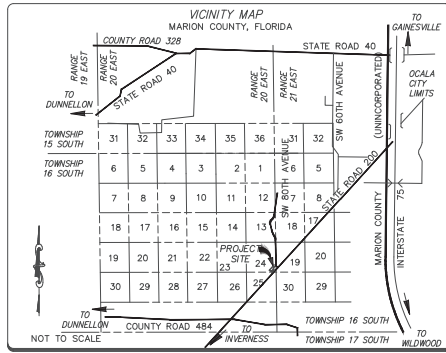 VICINITY MAP
MARION COUNTY, FLORIDA
TO
GAINESVILLE
COUNTY ROAD 328
STATE ROAD 40
RANGE
19 EAST
RANGE
20 EAST
STATE ROAD 40
TO
DUNNELLON
RANGE
20 EAST
RANGE
21 EAST
SW 60TH AVENUE
(UNINCORPORATED)
OCALA
CITY
LIMITS
TOWNSHIP
15 SOUTH
31 32 33 34 35 36 31 32
TOWNSHIP
16 SOUTH
6 5 4 3 2 1 6 5
SW 80TH AVENUE
STATE ROAD 200
7 8 9 10 11 12 7 8
18 17 16 15 14 13 18 17
PROJECT
SITE
19 20 21 22 23 24 19 20
30 29 28 27 26 25 30 29
MARION COUNTY
INTERSTATE 75
TO
DUNNELLON
COUNTY ROAD 484
TO
INVERNESS
TOWNSHIP 16 SOUTH
TOWNSHIP 17 SOUTH
TO
WILDWOOD
NOT TO SCALE